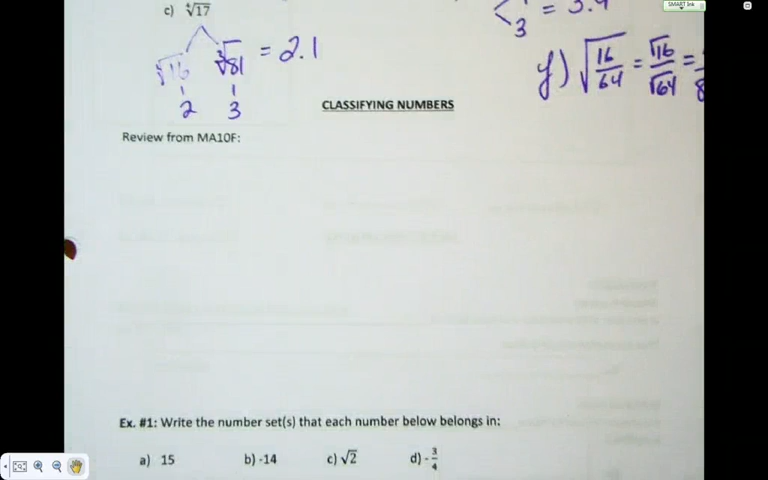 SMART Ink
c) ∜17
= 3.9
3
∜16 ∜81 = 2.1
2 3
y) √(16/64) = √16/√64 =
8
CLASSIFYING NUMBERS
Review from MA10F:
Ex. #1: Write the number set(s) that each number below belongs in:
a) 15 b) -14 c) √2 d) -3/4